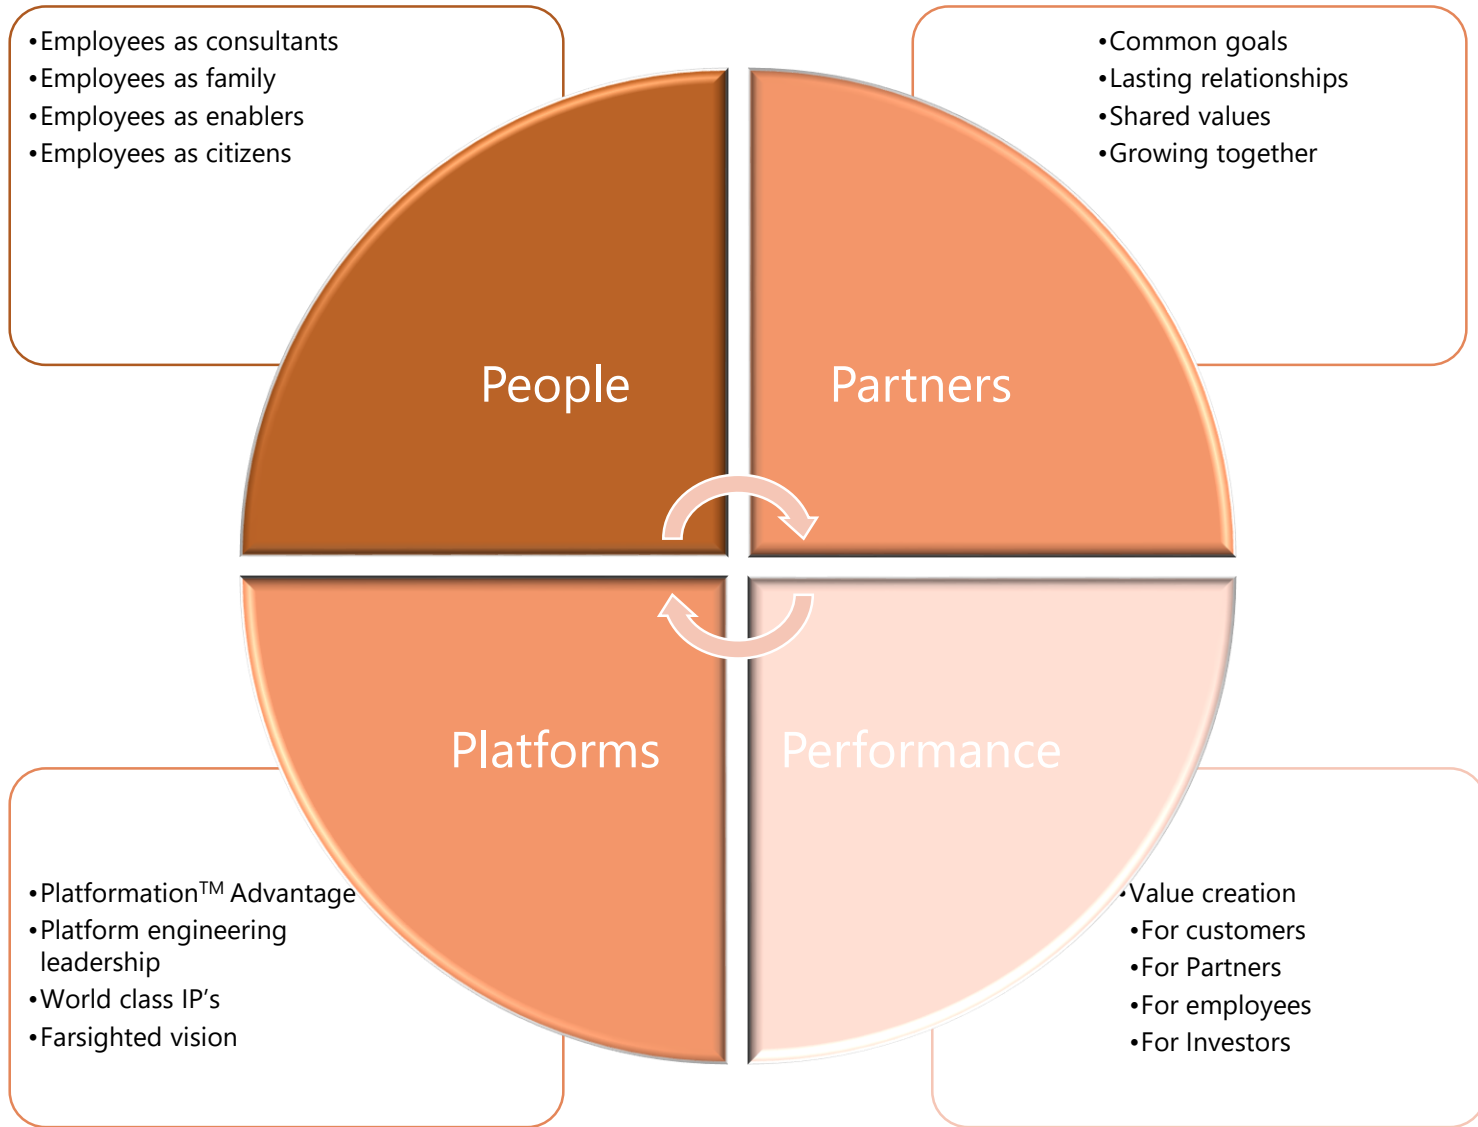 •Employees as consultants
•Employees as family
•Employees as enablers
•Employees as citizens
•Common goals
•Lasting relationships
•Shared values
•Growing together
People
Partners
Platforms
Performance
•Platformation™ Advantage
•Platform engineering
leadership
•World class IP's
•Farsighted vision
•Value creation
•For customers
•For Partners
•For employees
•For Investors